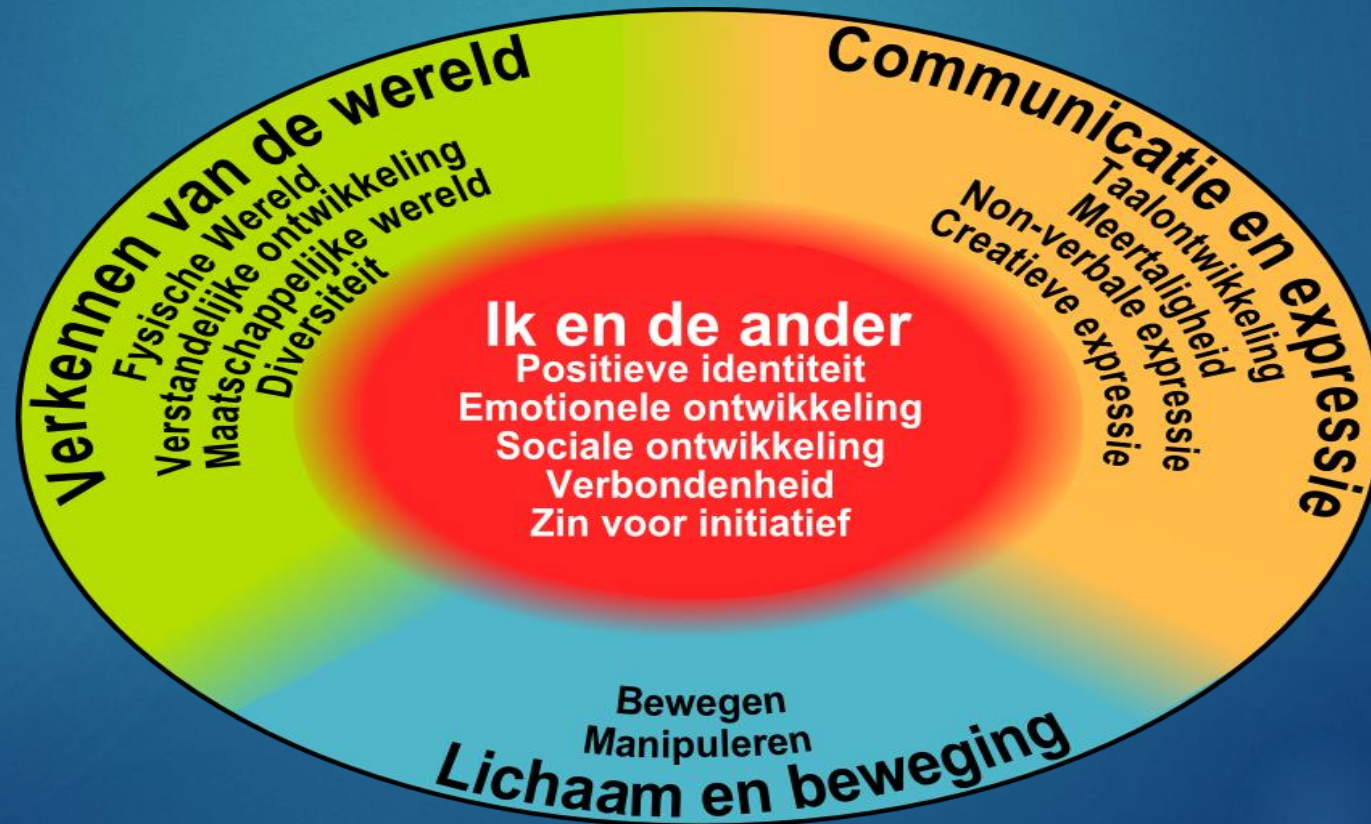 Verkennen van de wereld
Fysische Wereld
Verstandelijke ontwikkeling
Maatschappelijke wereld
Diversiteit
Communicatie en expressie
Taalontwikkeling
Meertaligheid
Non-verbale expressie
Creatieve expressie
Ik en de ander
Positieve identiteit
Emotionele ontwikkeling
Sociale ontwikkeling
Verbondenheid
Zin voor initiatief
Bewegen
Manipuleren
Lichaam en beweging